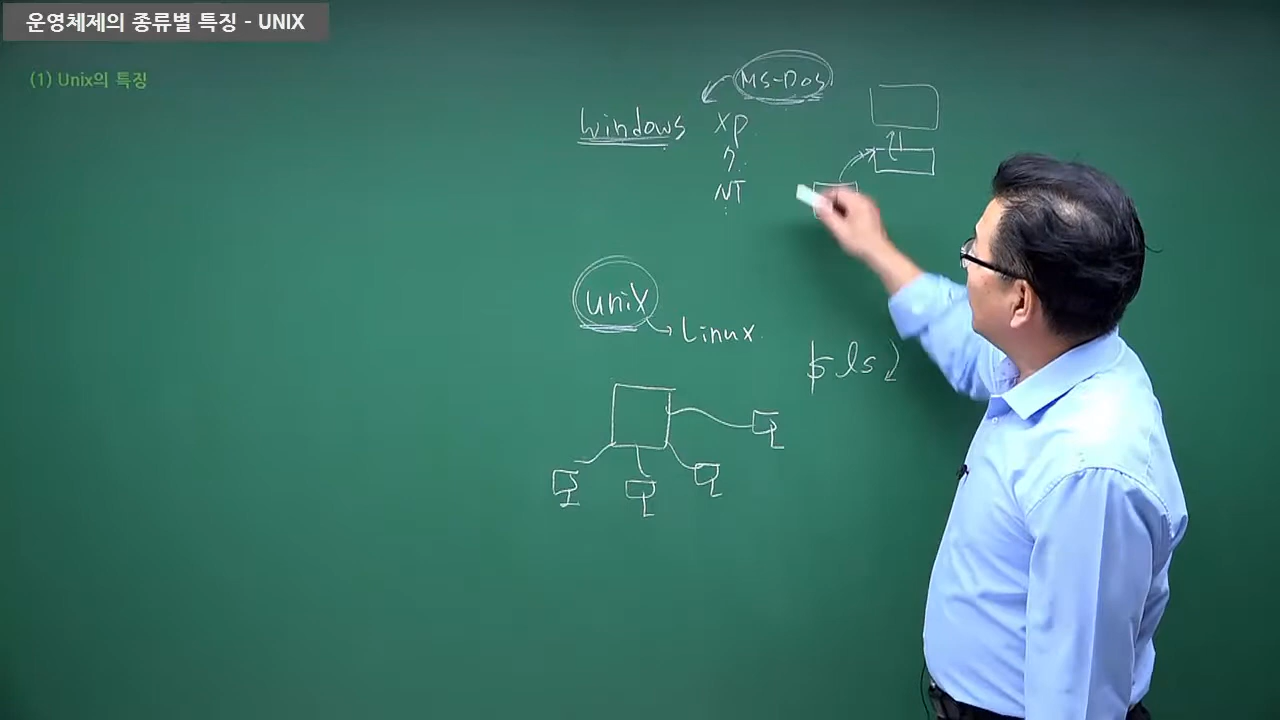 운영체제의 종류별 특징 - UNIX
(1) Unix의 특징
MS-Dos
Windows XP
7
NT
uniX
Linux
$ ls